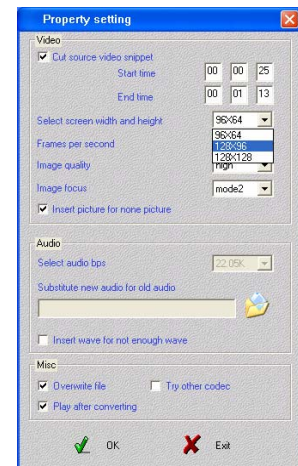 Property setting
Video
Cut source video snippet
Start time 00 00 25
End time 00 01 13
Select screen width and height 96X64
96X64
128X96
128X128
Frames per second
Image quality high
Image focus mode2
Insert picture for none picture
Audio
Select audio bps 22.05K
Substitute new audio for old audio
Insert wave for not enough wave
Misc
Overwrite file Try other codec
Play after converting
OK Exit